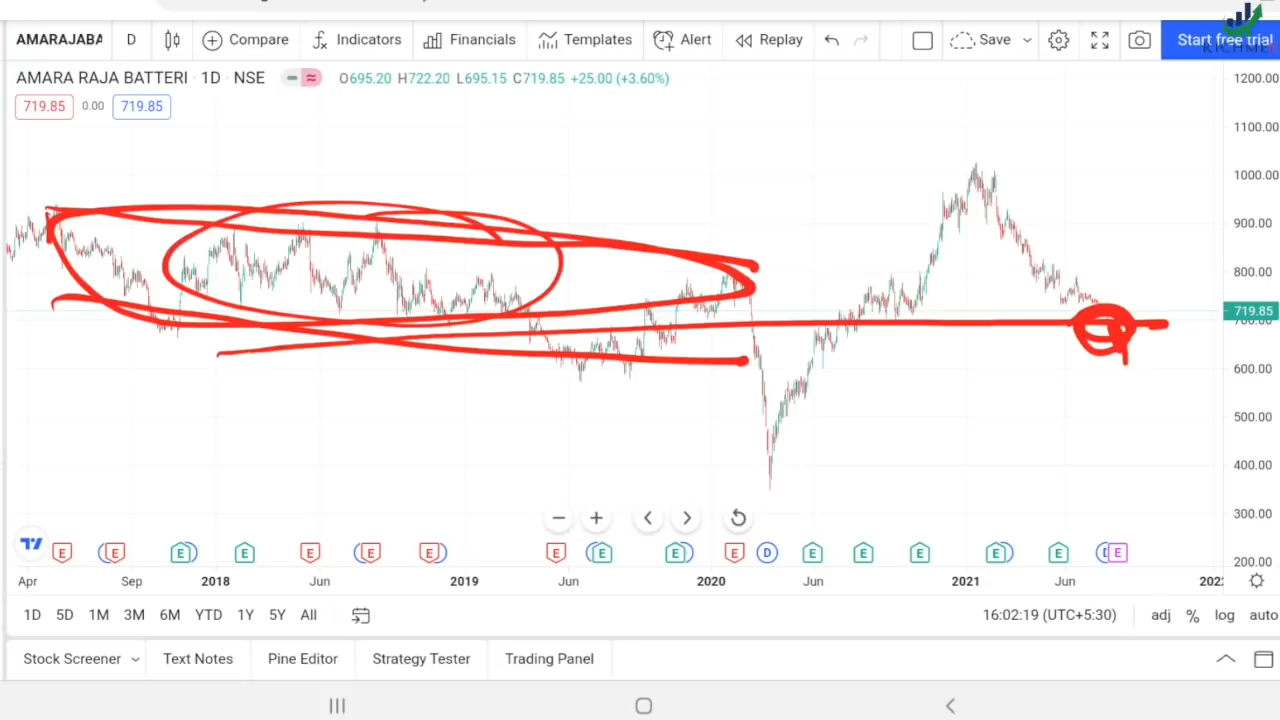 AMARAJABA D Compare Indicators Financials Templates Alert Replay Save Start free trial
AMARA RAJA BATTERI · 1D · NSE O695.20 H722.20 L695.15 C719.85 +25.00 (+3.60%)
719.85 0.00 719.85
1200.00
1100.00
1000.00
900.00
800.00
719.85
700.00
600.00
500.00
400.00
300.00
200.00
E E E E E E E E E E E D E E E E E D E
Apr Sep 2018 Jun 2019 Jun 2020 Jun 2021 Jun 2022
1D 5D 1M 3M 6M YTD 1Y 5Y All 16:02:19 (UTC+5:30) adj % log auto
Stock Screener Text Notes Pine Editor Strategy Tester Trading Panel